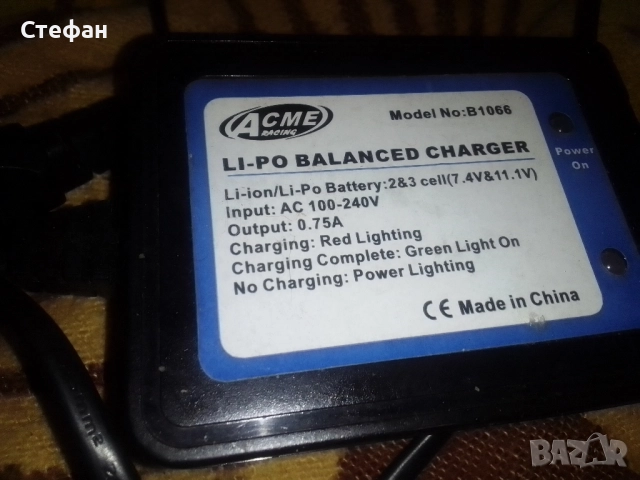 Стефан
ACME
RACING
Model No:B1066
LI-PO BALANCED CHARGER
Li-ion/Li-Po Battery:2&3 cell(7.4V&11.1V)
Input: AC 100-240V
Output: 0.75A
Charging: Red Lighting
Charging Complete: Green Light On
No Charging: Power Lighting
CE Made in China
Power
On
BAZAR